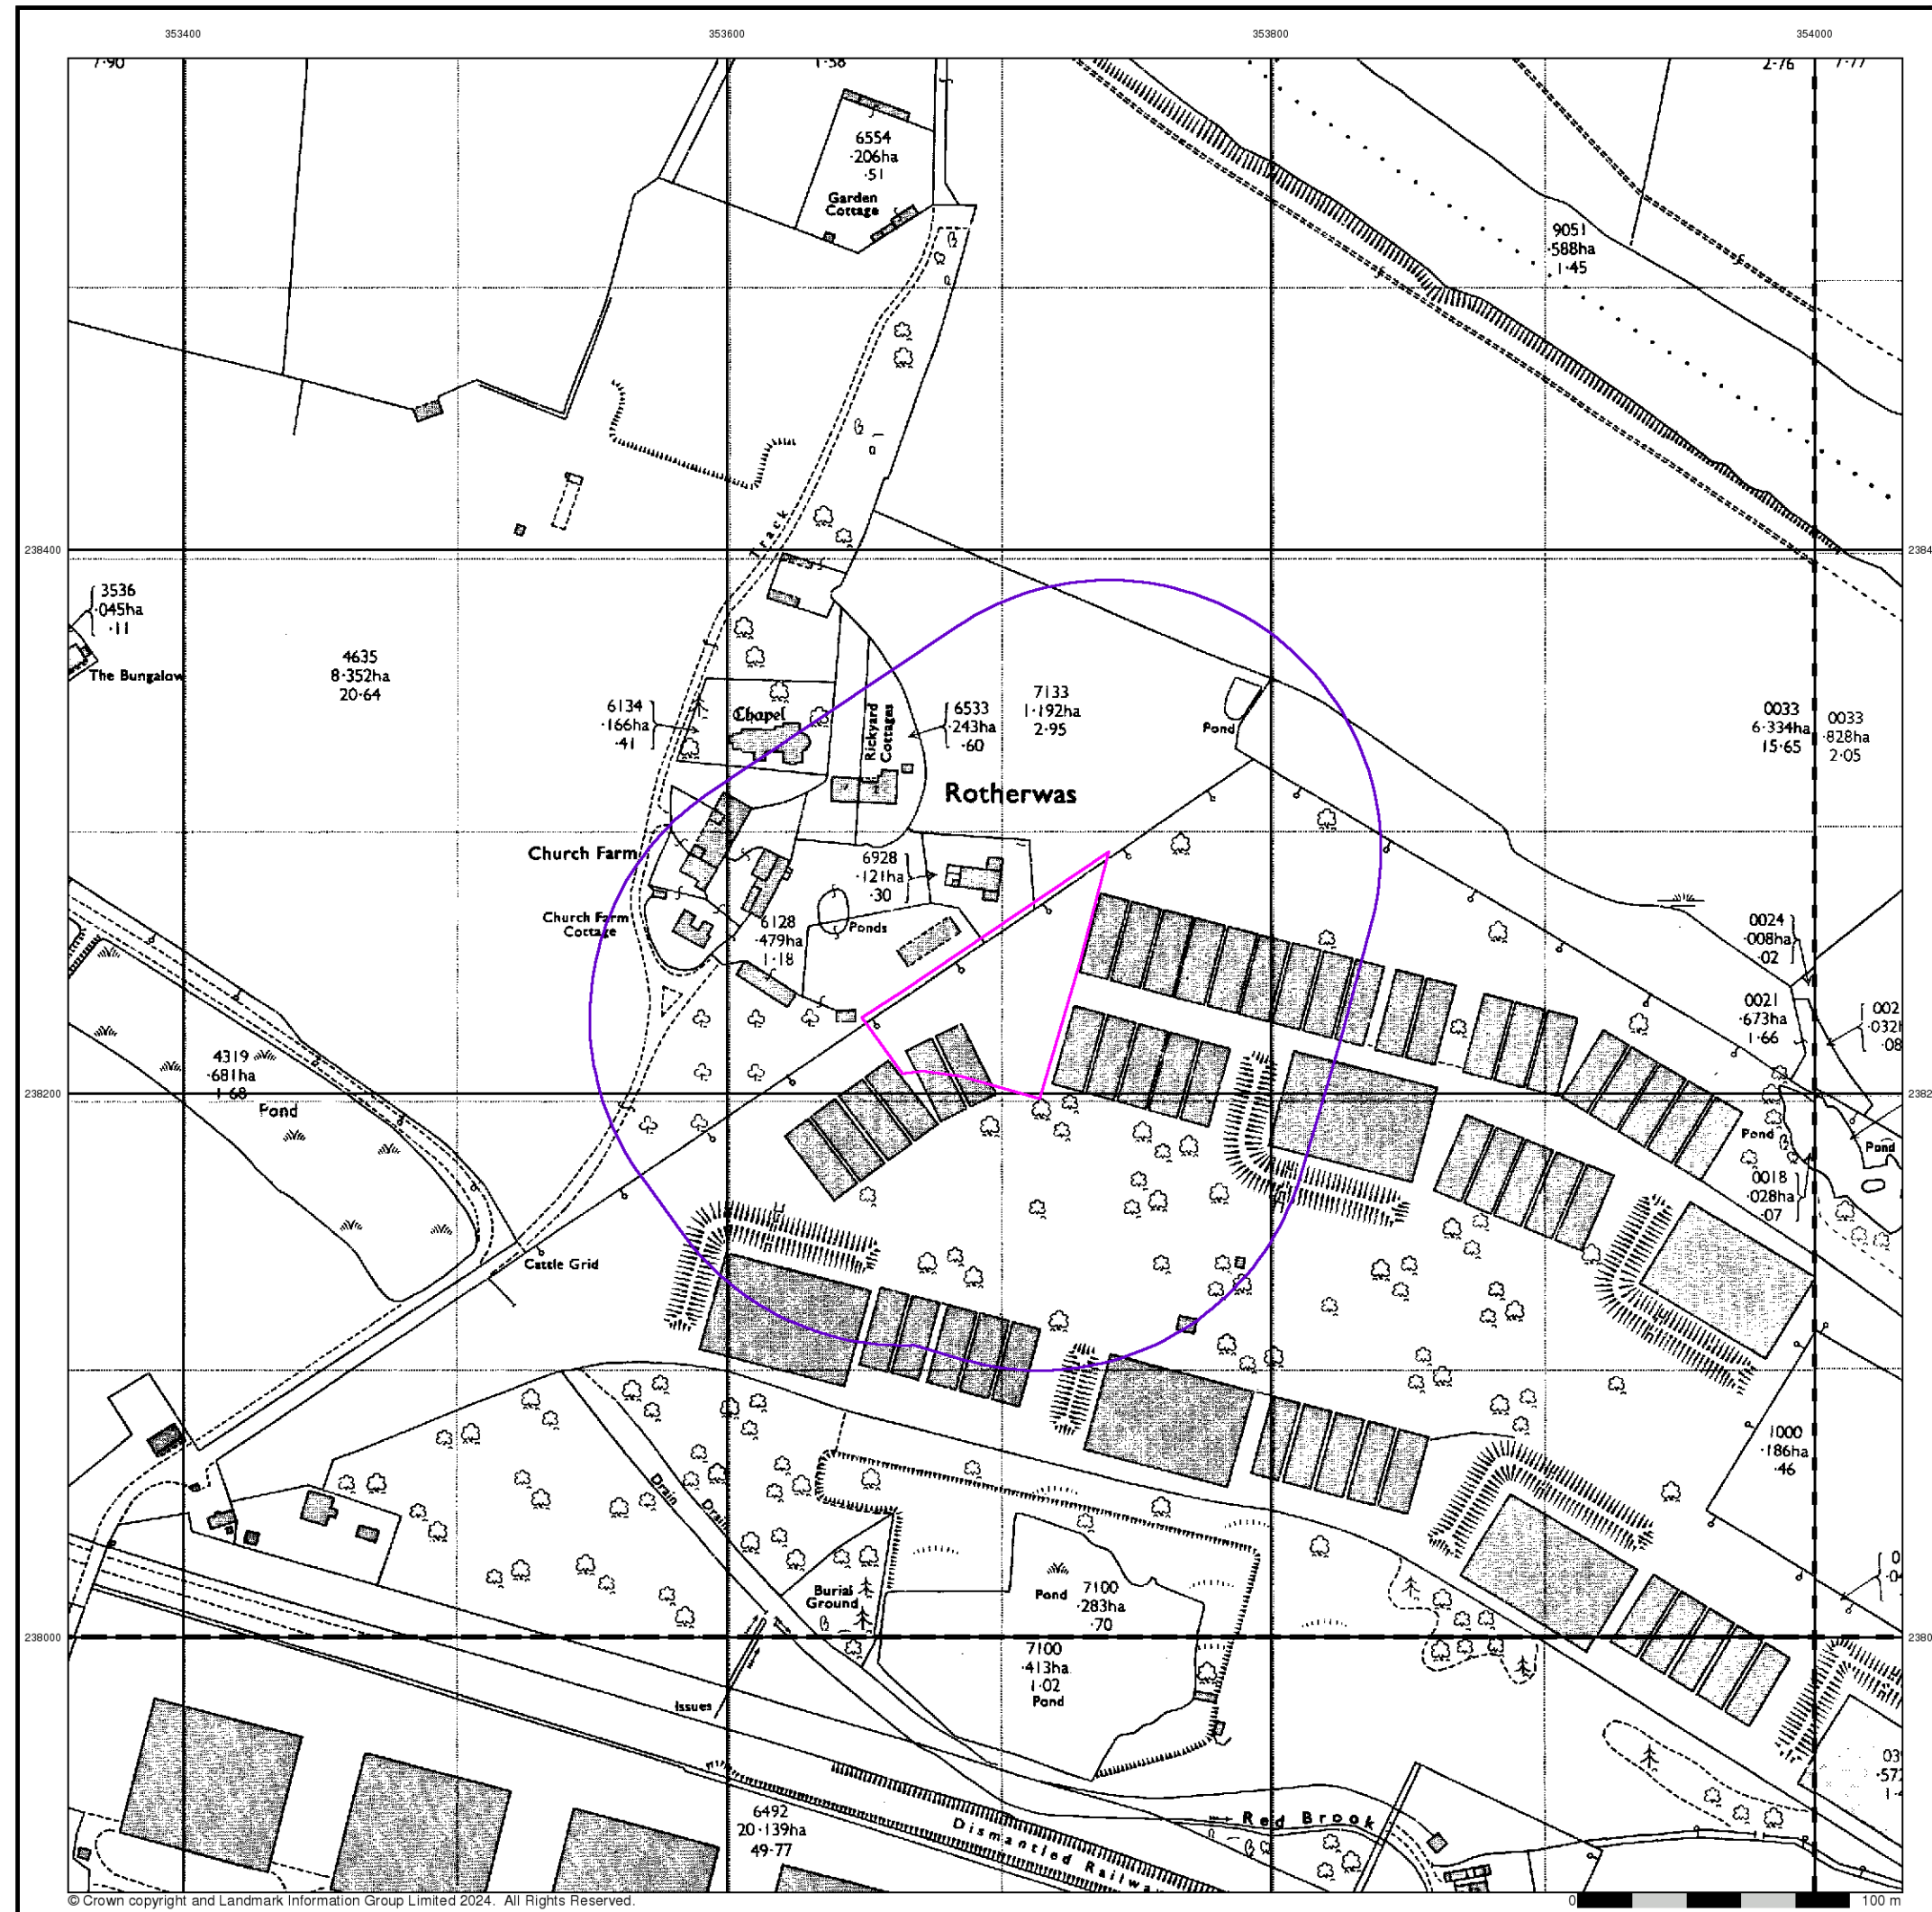 353400
353600
353800
354000
7·90
1·58
2·76
7·77
6554
·206ha
·51
Garden
Cottage
9051
·588ha
1·45
Track
238400
3536
·045ha
·11
The Bungalow
4635
8·352ha
20·64
6134
·166ha
·41
Chapel
Rickyard
Cottages
6533
·243ha
·60
7133
1·192ha
2·95
Pond
0033
6·334ha
15·65
0033
·828ha
2·05
Rotherwas
Church Farm
6928
·121ha
·30
Church Farm
Cottage
6128
·479ha
1·18
Ponds
0024
·008ha
·02
0021
·673ha
1·66
4319
·681ha
1·68
Pond
238200
Pond
Pond
0018
·028ha
·07
Cattle Grid
1000
·186ha
·46
Drain
Drain
Burial
Ground
Pond
7100
·283ha
·70
238000
7100
·413ha
1·02
Pond
Issues
6492
20·139ha
49·77
Red Brook
Dismantled Railway
© Crown copyright and Landmark Information Group Limited 2024. All Rights Reserved.
0
100 m